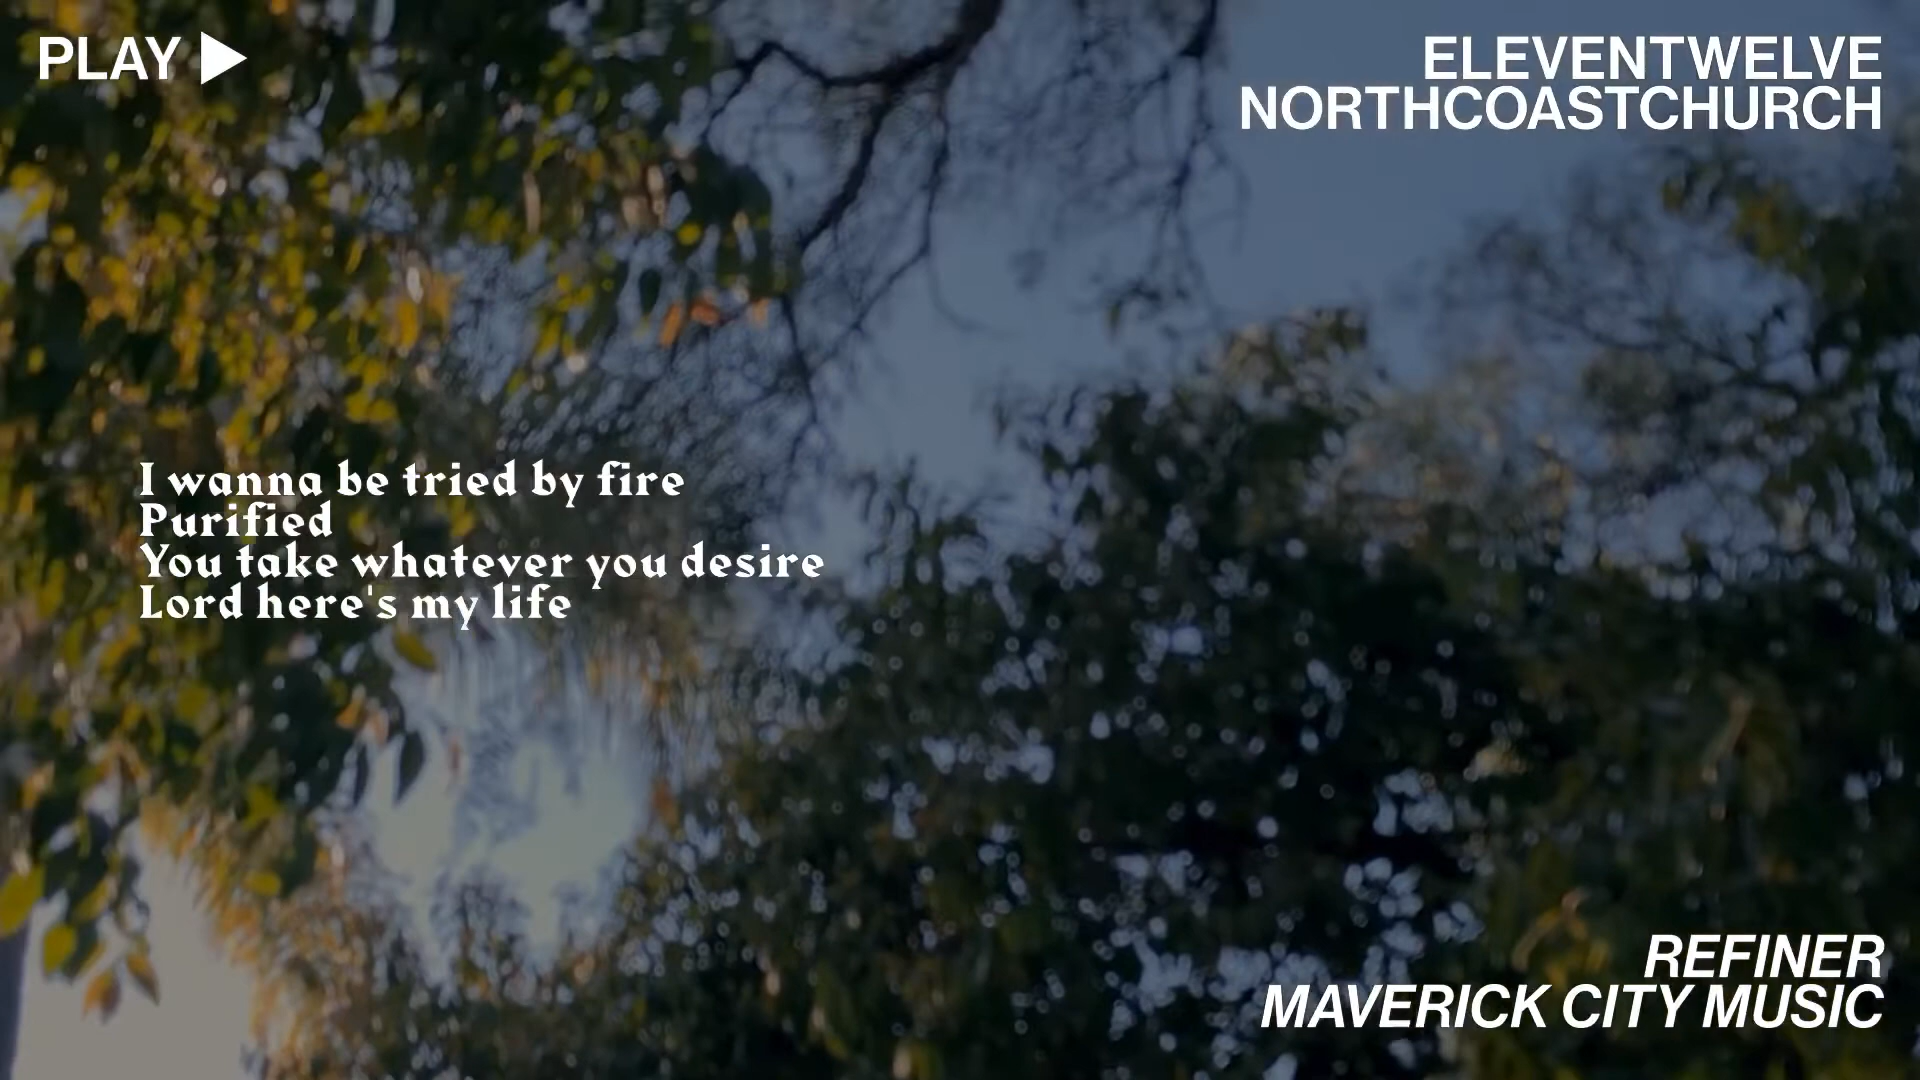 PLAY
ELEVENTWELVE
NORTHCOASTCHURCH
I wanna be tried by fire
Purified
You take whatever you desire
Lord here's my life
REFINER
MAVERICK CITY MUSIC